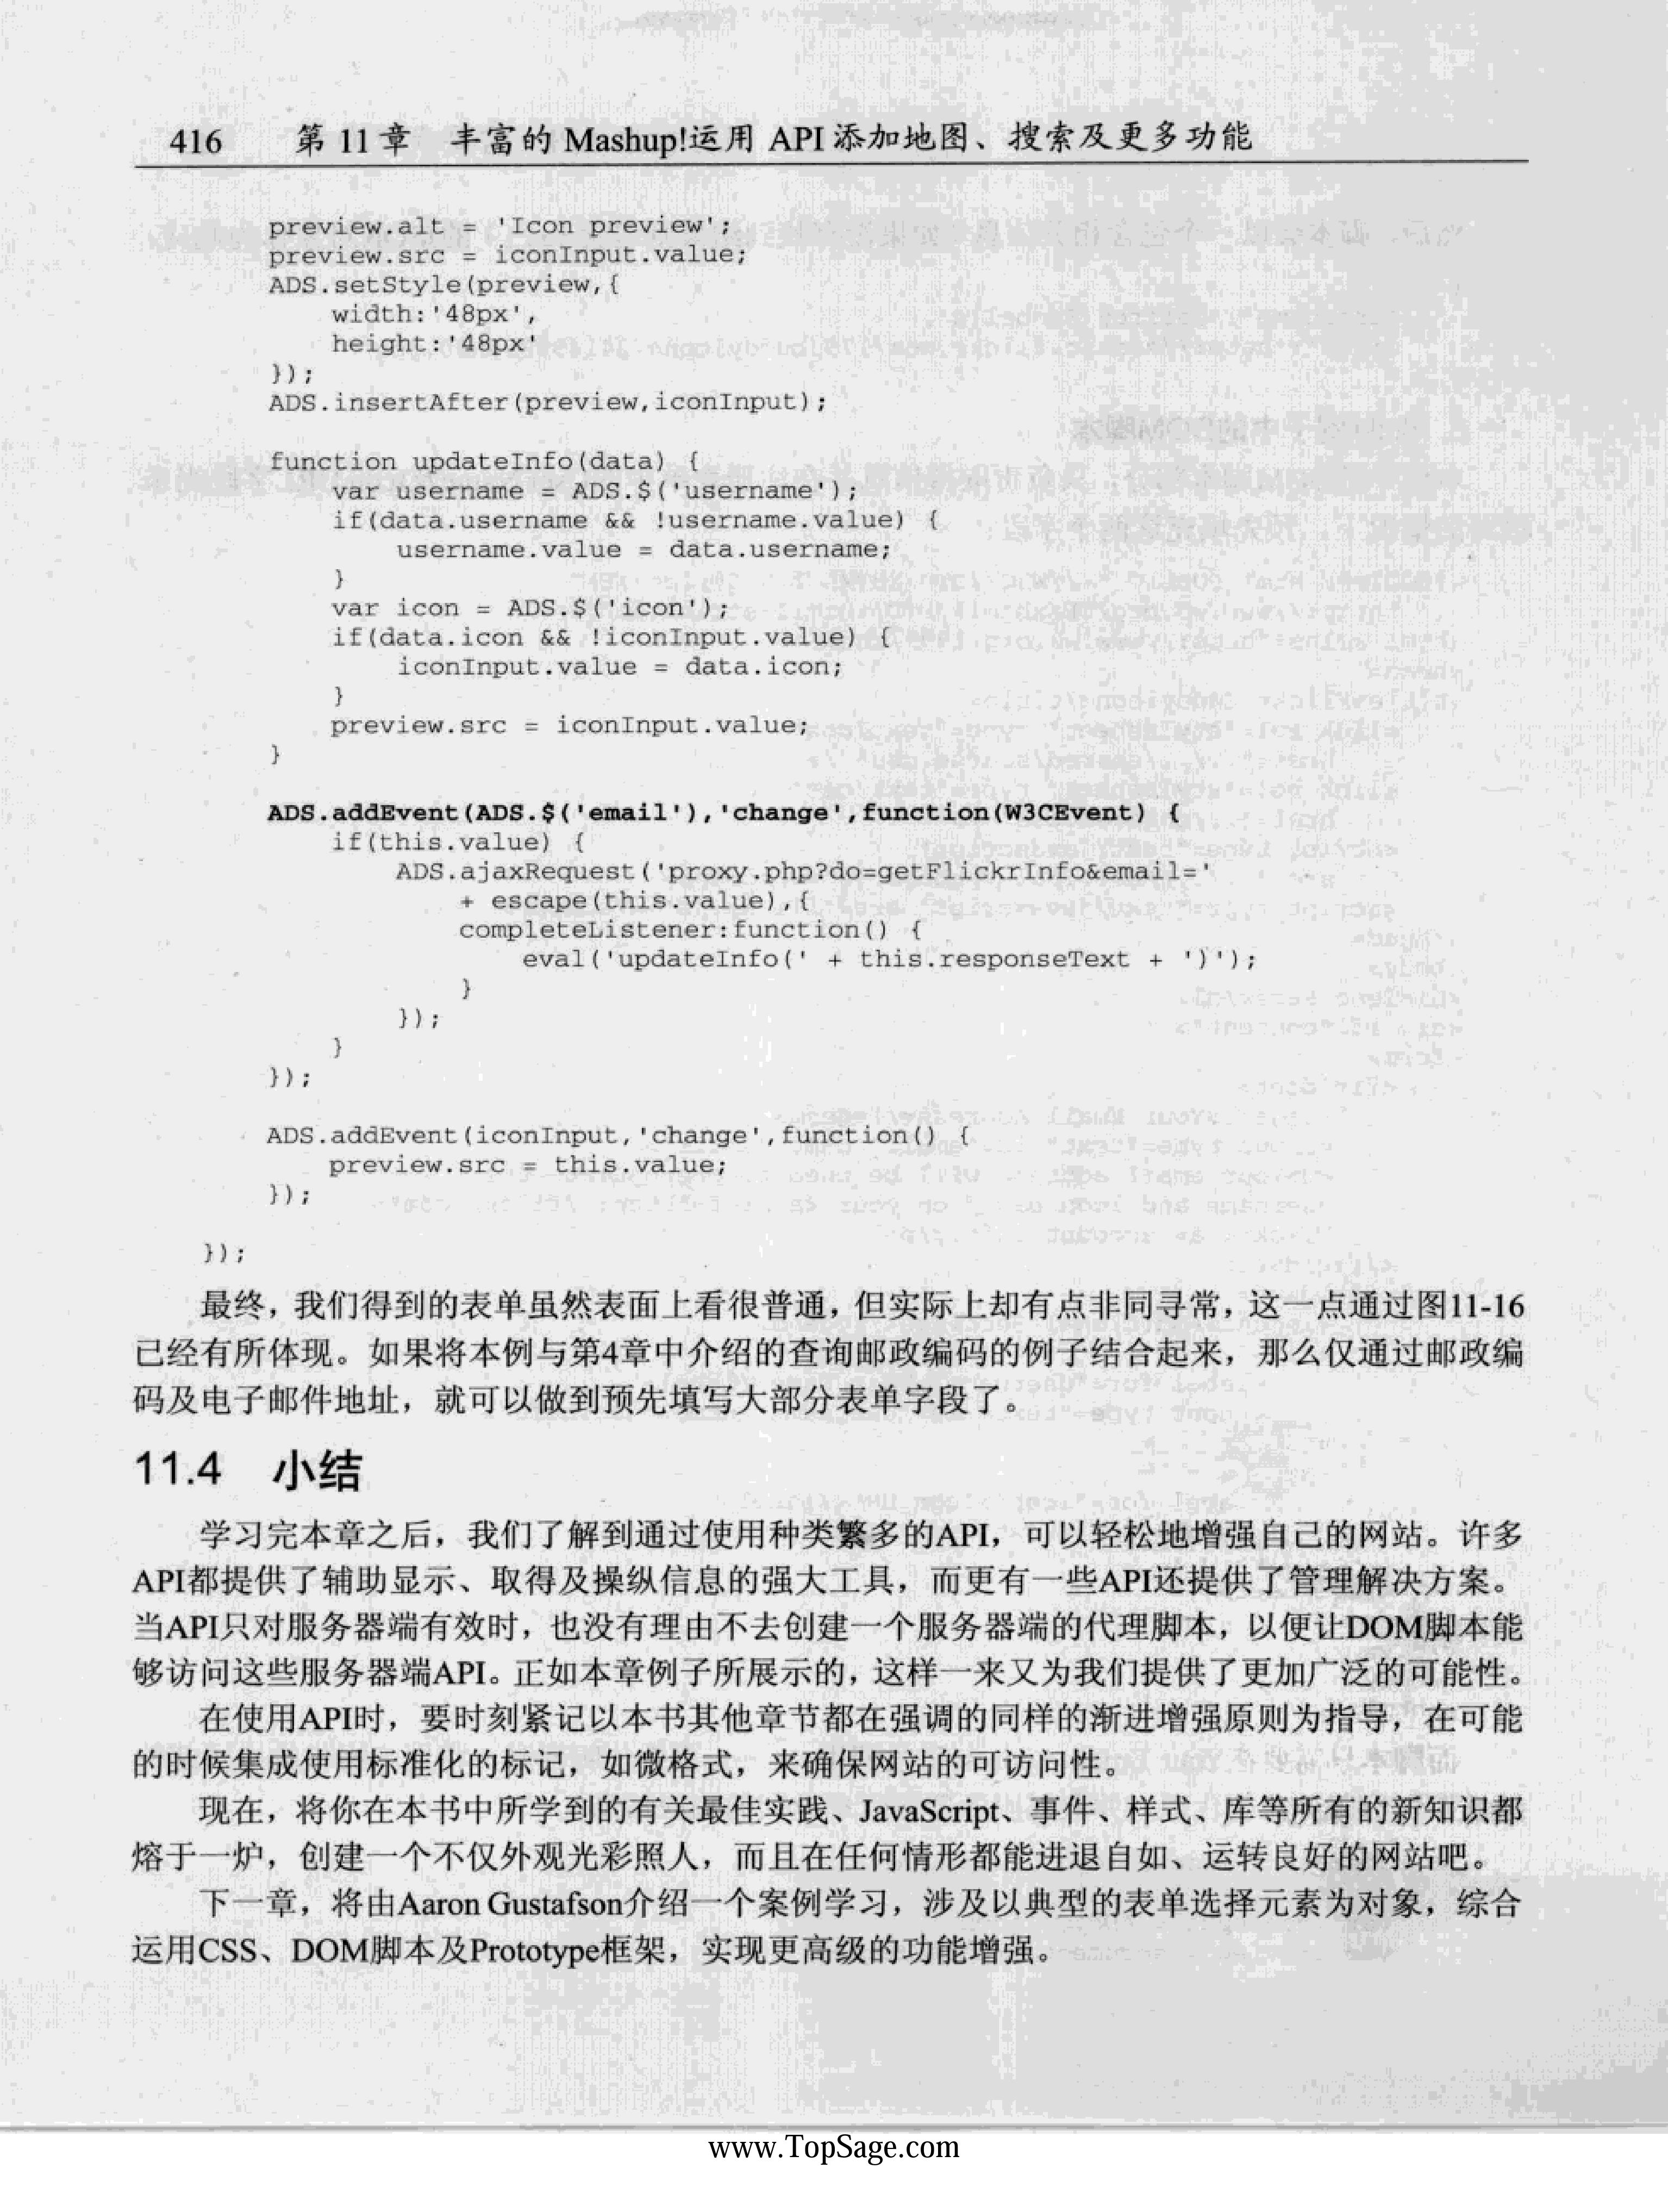 416 第 11 章 丰富的 Mashup!运用 API 添加地图、搜索及更多功能
preview.alt = 'Icon preview';
preview.src = iconInput.value;
ADS.setStyle(preview,{
width:'48px',
height:'48px'
});
ADS.insertAfter(preview,iconInput);
function updateInfo(data) {
var username = ADS.$('username');
if(data.username && !username.value) {
username.value = data.username;
}
var icon = ADS.$('icon');
if(data.icon && !iconInput.value) {
iconInput.value = data.icon;
}
preview.src = iconInput.value;
}
ADS.addEvent(ADS.$('email'),'change',function(W3CEvent) {
if(this.value) {
ADS.ajaxRequest('proxy.php?do=getFlickrInfo&email='
+ escape(this.value),{
completeListener:function() {
eval('updateInfo(' + this.responseText + ')');
}
});
}
});
ADS.addEvent(iconInput,'change',function() {
preview.src = this.value;
});
});
最终，我们得到的表单虽然表面上看很普通，但实际上却有点非同寻常，这一点通过图11-16
已经有所体现。如果将本例与第4章中介绍的查询邮政编码的例子结合起来，那么仅通过邮政编
码及电子邮件地址，就可以做到预先填写大部分表单字段了。
11.4 小结
学习完本章之后，我们了解到通过使用种类繁多的API，可以轻松地增强自己的网站。许多
API都提供了辅助显示、取得及操纵信息的强大工具，而更有一些API还提供了管理解决方案。
当API只对服务器端有效时，也没有理由不去创建一个服务器端的代理脚本，以便让DOM脚本能
够访问这些服务器端API。正如本章例子所展示的，这样一来又为我们提供了更加广泛的可能性。
在使用API时，要时刻紧记以本书其他章节都在强调的同样的渐进增强原则为指导，在可能
的时候集成使用标准化的标记，如微格式，来确保网站的可访问性。
现在，将你在本书中所学到的有关最佳实践、JavaScript、事件、样式、库等所有的新知识都
熔于一炉，创建一个不仅外观光彩照人，而且在任何情形都能进退自如、运转良好的网站吧。
下一章，将由Aaron Gustafson介绍一个案例学习，涉及以典型的表单选择元素为对象，综合
运用CSS、DOM脚本及Prototype框架，实现更高级的功能增强。
www.TopSage.com